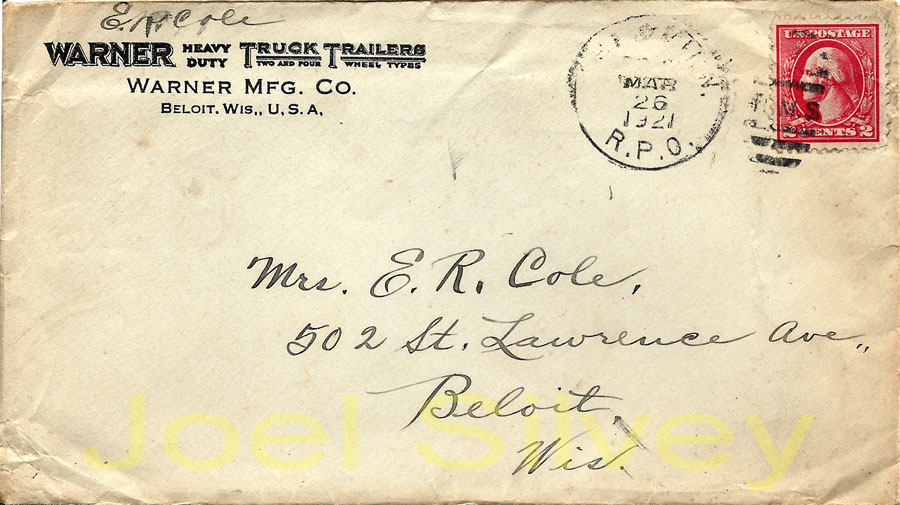 E. R. Cole
WARNER HEAVY DUTY TRUCK TRAILERS
TWO AND FOUR WHEEL TYPES
WARNER MFG. CO.
BELOIT. WIS., U. S. A.
MAR
26
1921
R. P. O.
U.S. POSTAGE
2 CENTS 2
Mrs. E. R. Cole,
502 St. Lawrence Ave.,
Beloit,
Wis.
Joel Silvey